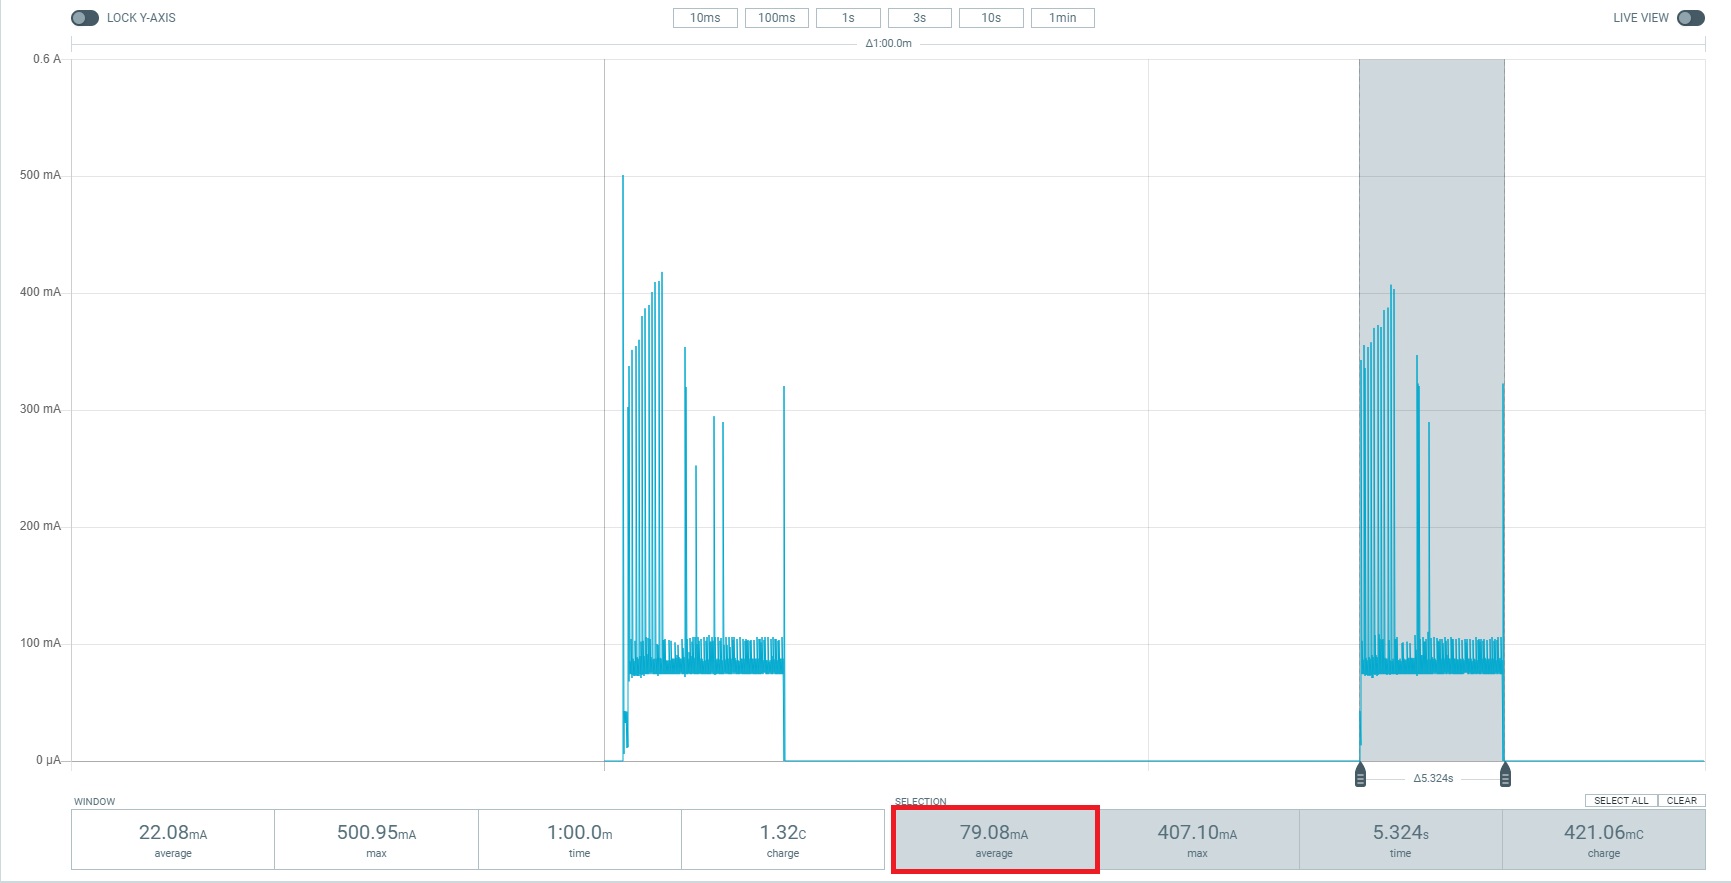 LOCK Y-AXIS
10ms 100ms 1s 3s 10s 1min
LIVE VIEW
Δ1:00.0m
0.6 A
500 mA
400 mA
300 mA
200 mA
100 mA
0 µA
Δ5.324s
WINDOW
SELECTION
SELECT ALL CLEAR
22.08mA 500.95mA 1:00.0m 1.32C 79.08mA 407.10mA 5.324s 421.06mC
average max time charge average max time charge